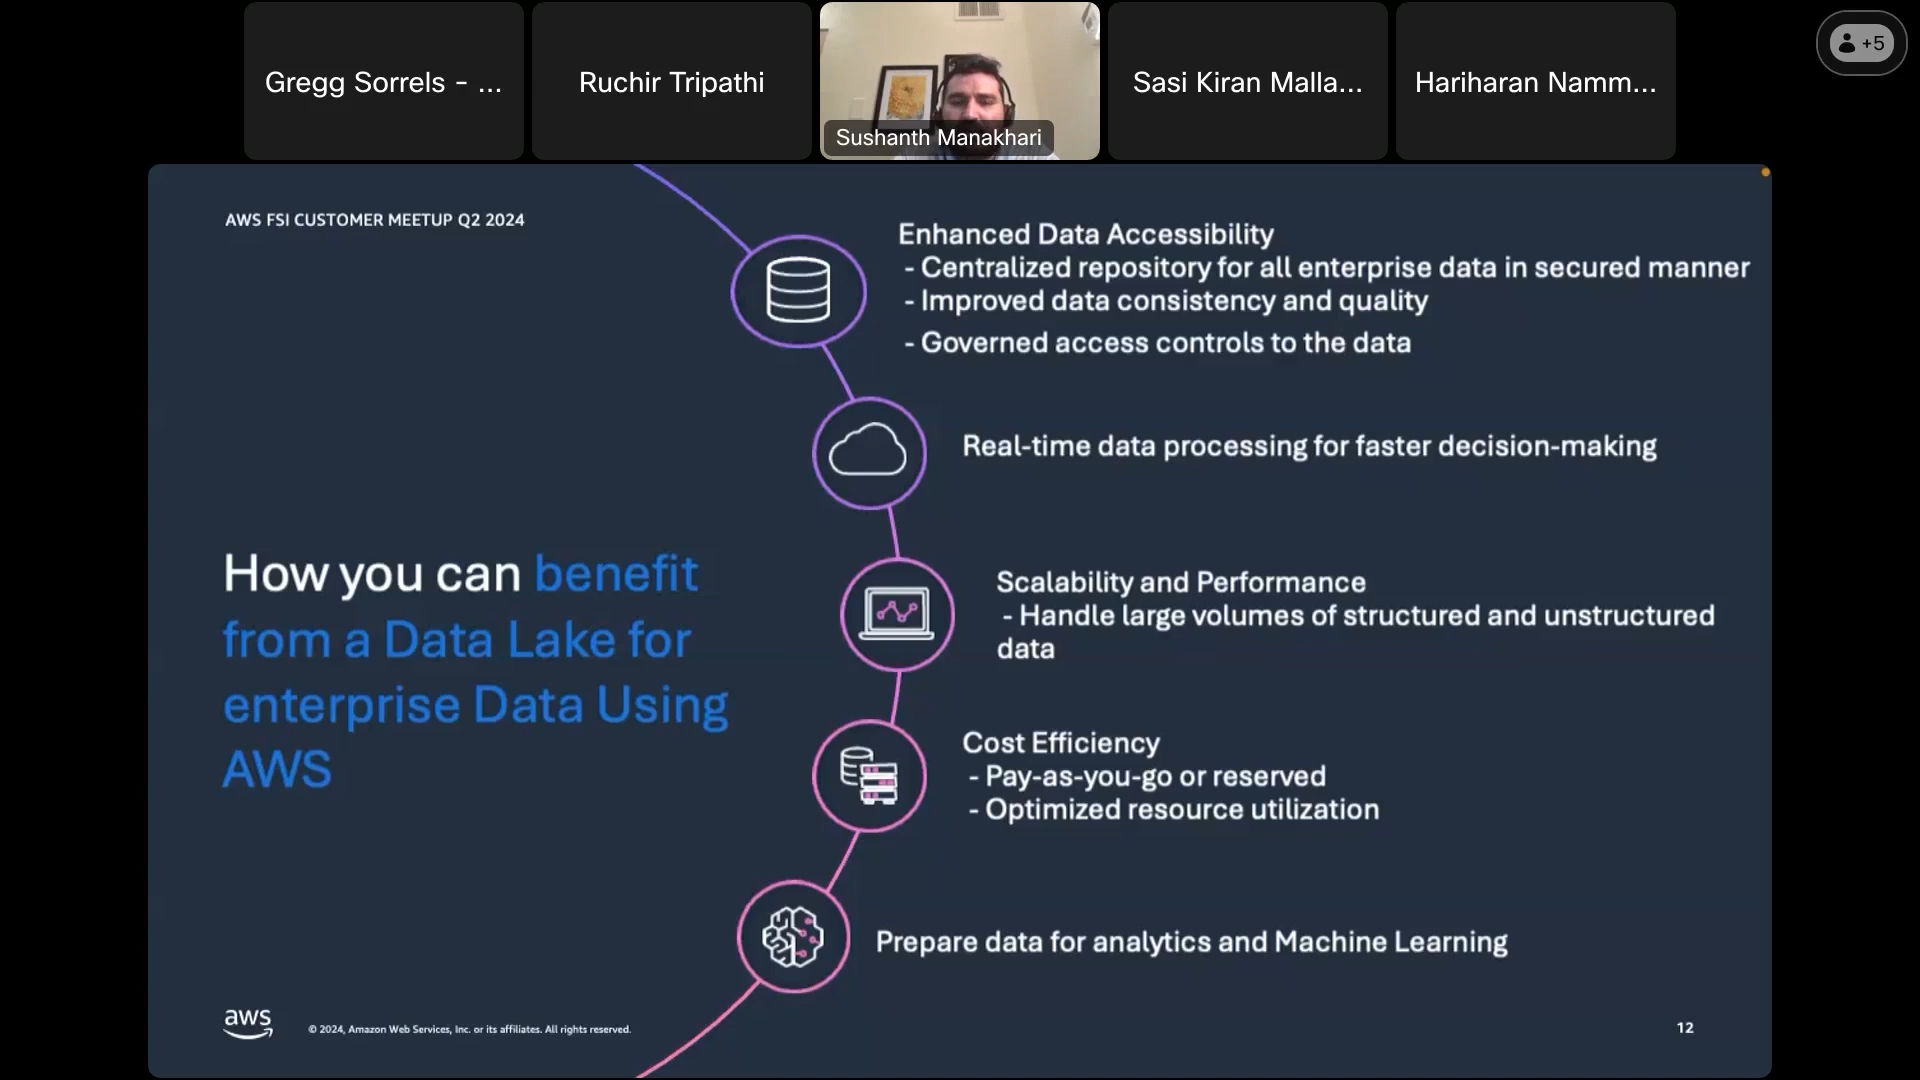 Gregg Sorrels - ...
Ruchir Tripathi
Sushanth Manakhari
Sasi Kiran Malla...
Hariharan Namm...
+5
AWS FSI CUSTOMER MEETUP Q2 2024
How you can benefit
from a Data Lake for
enterprise Data Using
AWS
Enhanced Data Accessibility
- Centralized repository for all enterprise data in secured manner
- Improved data consistency and quality
- Governed access controls to the data
Real-time data processing for faster decision-making
Scalability and Performance
- Handle large volumes of structured and unstructured
data
Cost Efficiency
- Pay-as-you-go or reserved
- Optimized resource utilization
Prepare data for analytics and Machine Learning
aws
© 2024, Amazon Web Services, Inc. or its affiliates. All rights reserved.
12